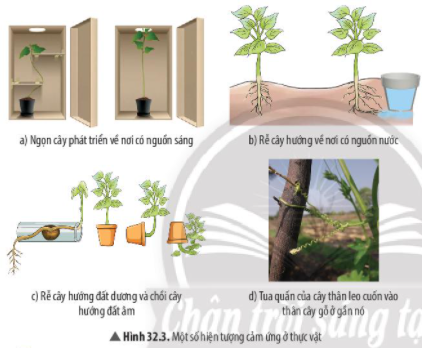 a) Ngọn cây phát triển về nơi có nguồn sáng
b) Rễ cây hướng về nơi có nguồn nước
c) Rễ cây hướng đất dương và chồi cây
hướng đất âm
d) Tua quấn của cây thân leo cuốn vào
thân cây gỗ ở gần nó
Chân trời sáng tạ
▲ Hình 32.3. Một số hiện tượng cảm ứng ở thực vật